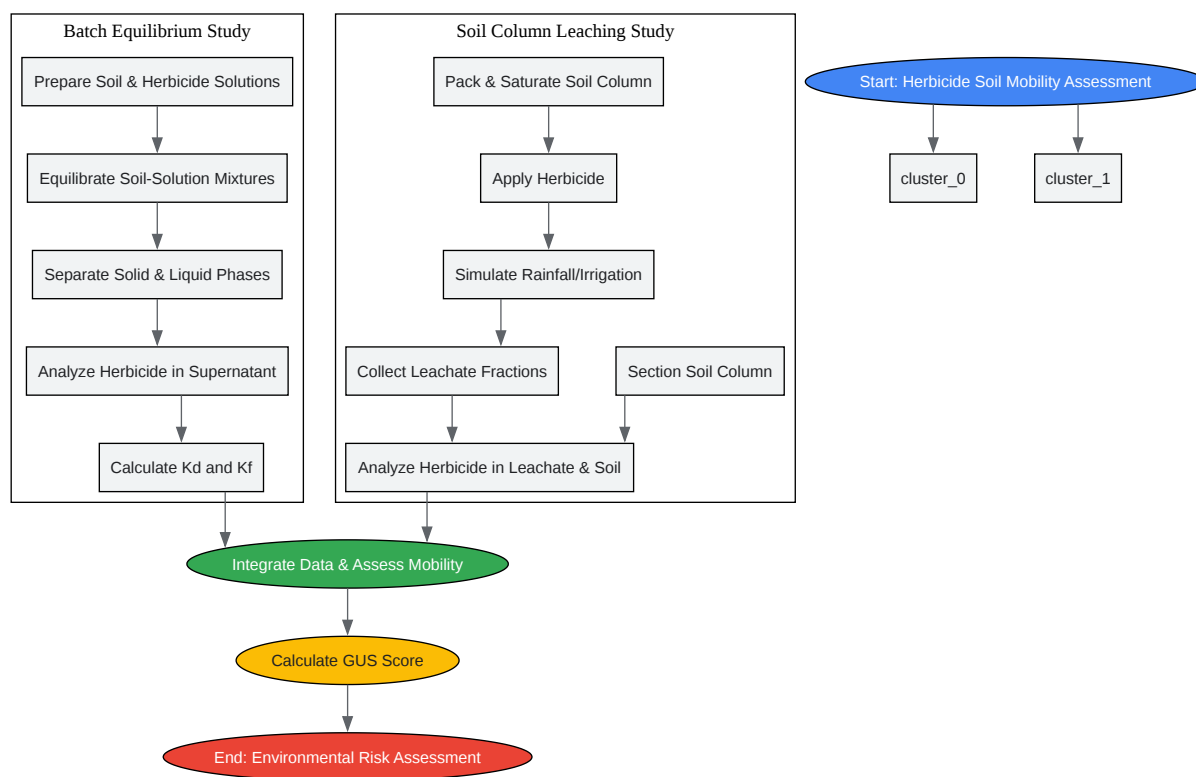 Batch Equilibrium Study
Prepare Soil & Herbicide Solutions
Equilibrate Soil-Solution Mixtures
Separate Solid & Liquid Phases
Analyze Herbicide in Supernatant
Calculate Kd and Kf
Soil Column Leaching Study
Pack & Saturate Soil Column
Apply Herbicide
Simulate Rainfall/Irrigation
Collect Leachate Fractions
Section Soil Column
Analyze Herbicide in Leachate & Soil
Start: Herbicide Soil Mobility Assessment
cluster_0
cluster_1
Integrate Data & Assess Mobility
Calculate GUS Score
End: Environmental Risk Assessment